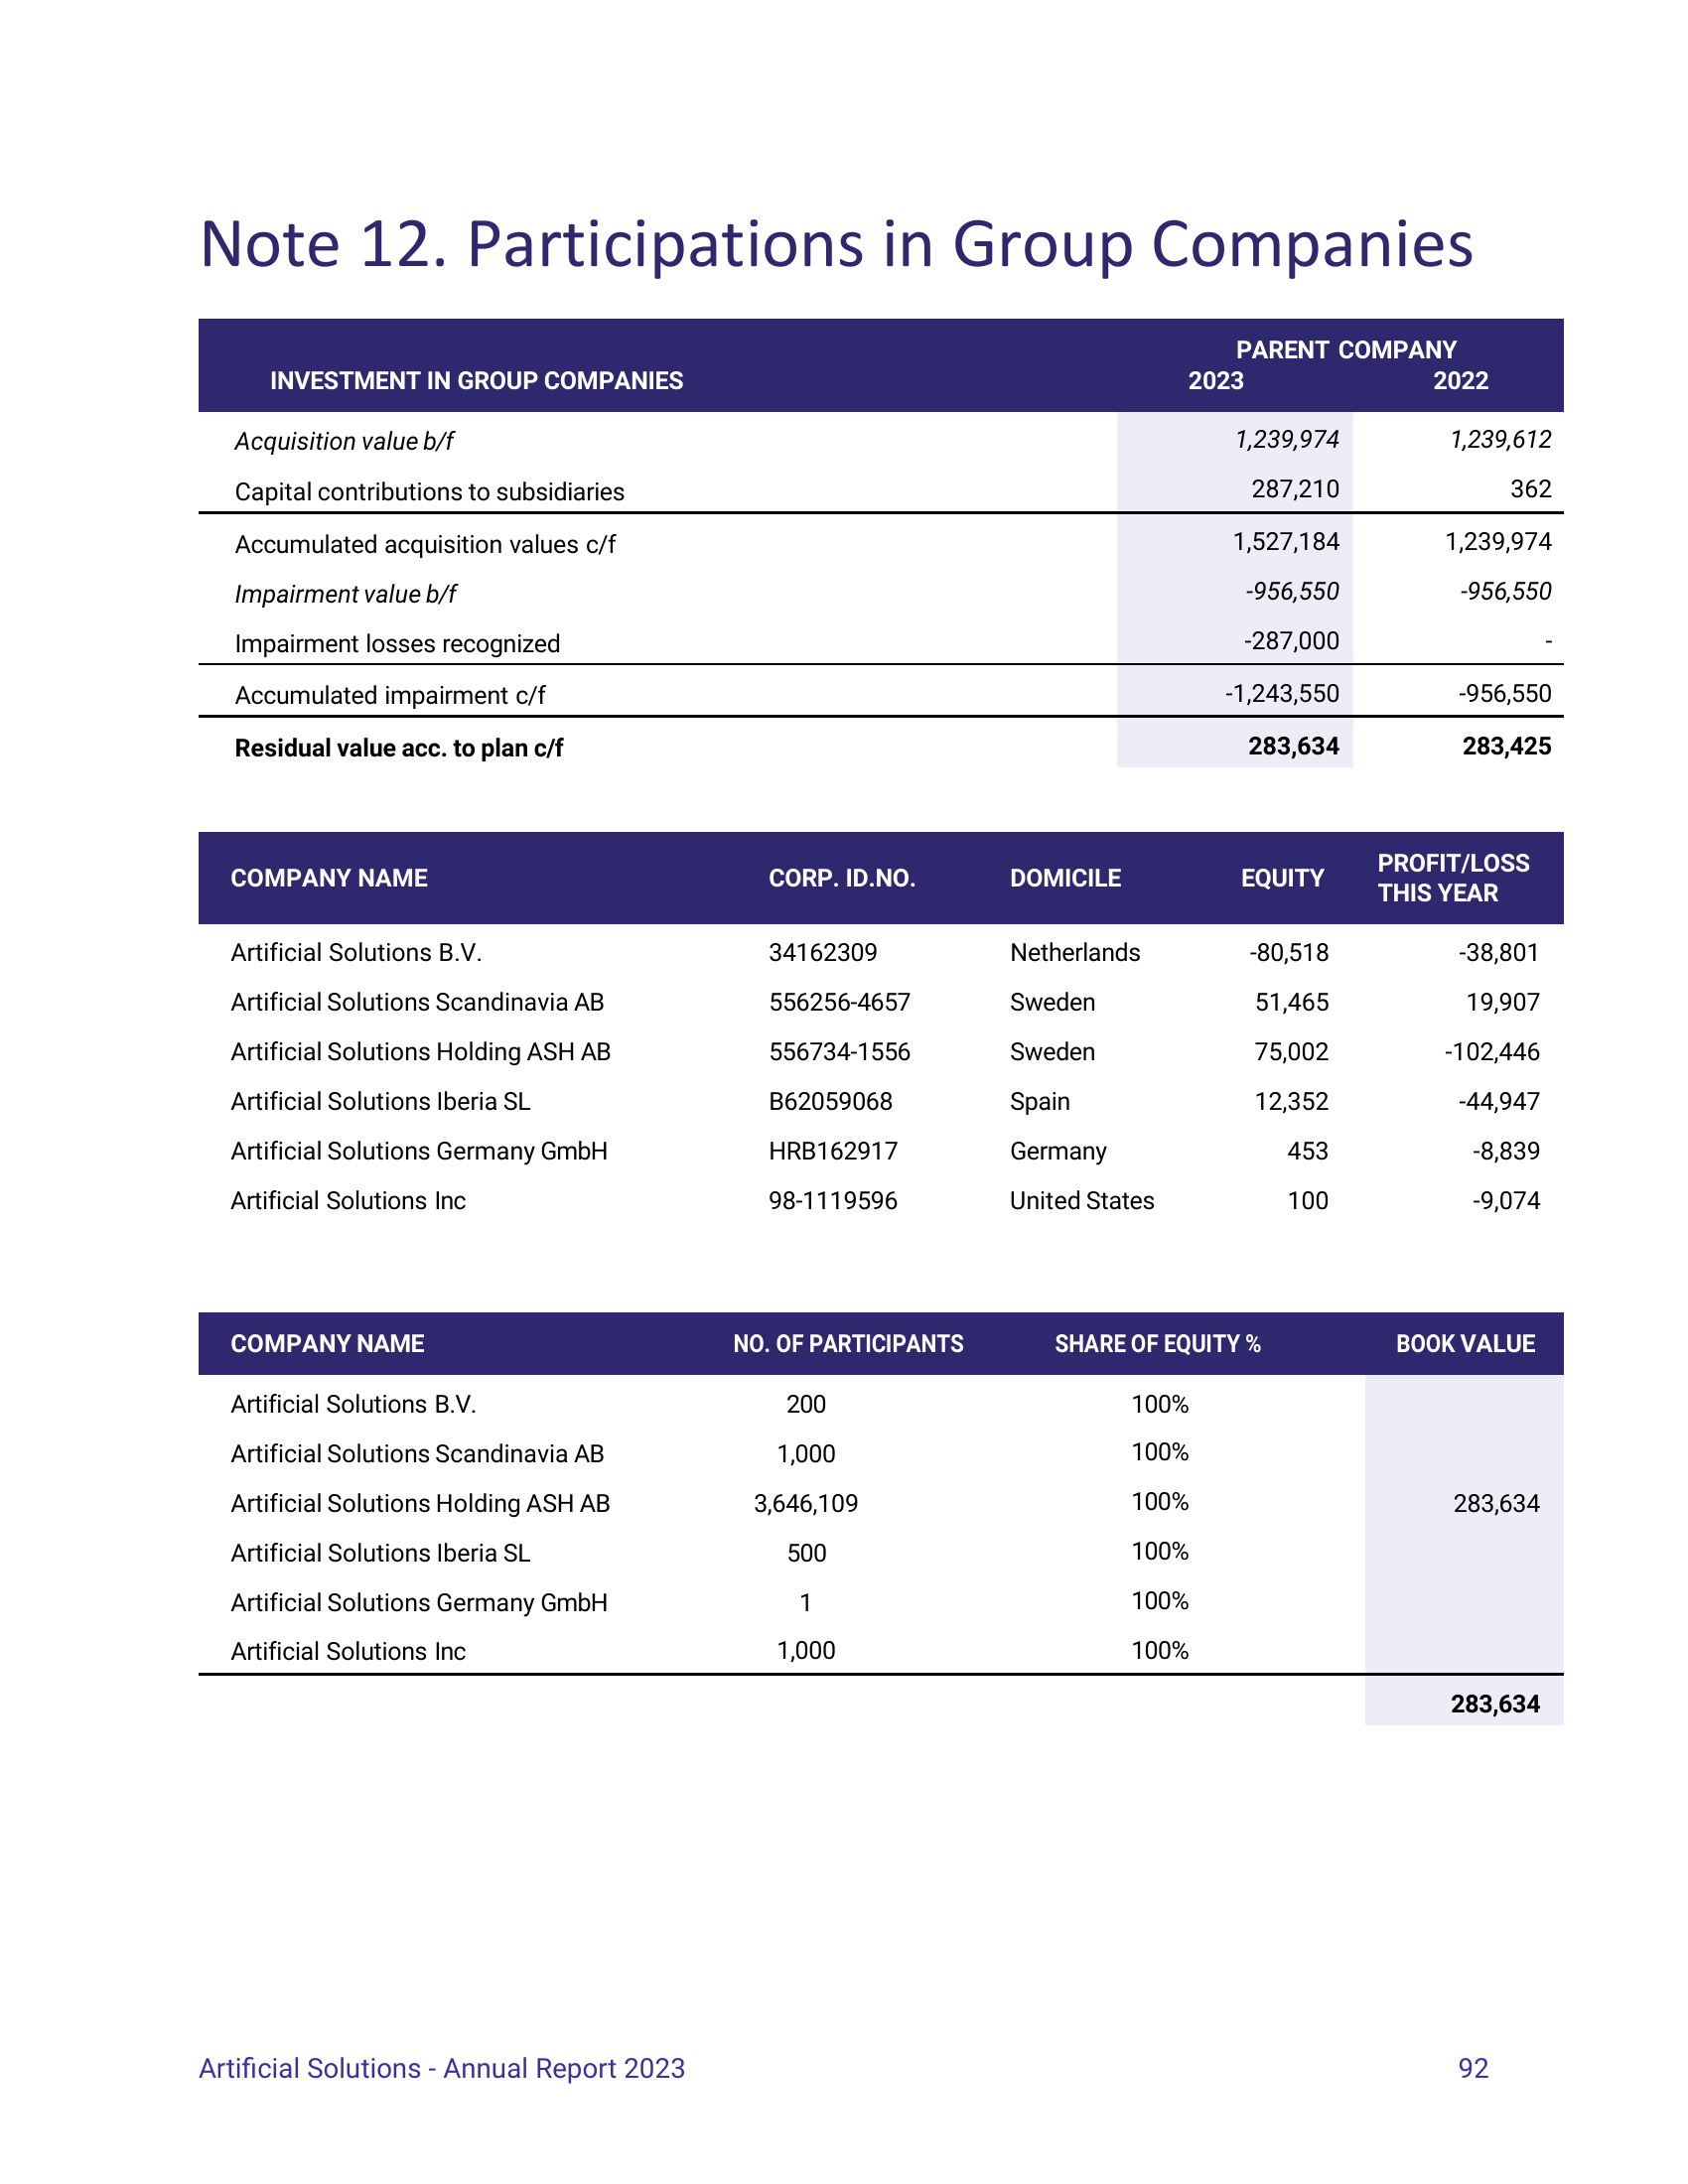 Note 12. Participations in Group Companies
PARENT COMPANY
INVESTMENT IN GROUP COMPANIES 2023 2022
Acquisition value b/f 1,239,974 1,239,612
Capital contributions to subsidiaries 287,210 362
Accumulated acquisition values c/f 1,527,184 1,239,974
Impairment value b/f -956,550 -956,550
Impairment losses recognized -287,000 -
Accumulated impairment c/f -1,243,550 -956,550
Residual value acc. to plan c/f 283,634 283,425
COMPANY NAME CORP. ID.NO. DOMICILE EQUITY PROFIT/LOSS
THIS YEAR
Artificial Solutions B.V. 34162309 Netherlands -80,518 -38,801
Artificial Solutions Scandinavia AB 556256-4657 Sweden 51,465 19,907
Artificial Solutions Holding ASH AB 556734-1556 Sweden 75,002 -102,446
Artificial Solutions Iberia SL B62059068 Spain 12,352 -44,947
Artificial Solutions Germany GmbH HRB162917 Germany 453 -8,839
Artificial Solutions Inc 98-1119596 United States 100 -9,074
COMPANY NAME NO. OF PARTICIPANTS SHARE OF EQUITY % BOOK VALUE
Artificial Solutions B.V. 200 100%
Artificial Solutions Scandinavia AB 1,000 100%
Artificial Solutions Holding ASH AB 3,646,109 100% 283,634
Artificial Solutions Iberia SL 500 100%
Artificial Solutions Germany GmbH 1 100%
Artificial Solutions Inc 1,000 100%
283,634
Artificial Solutions - Annual Report 2023 92